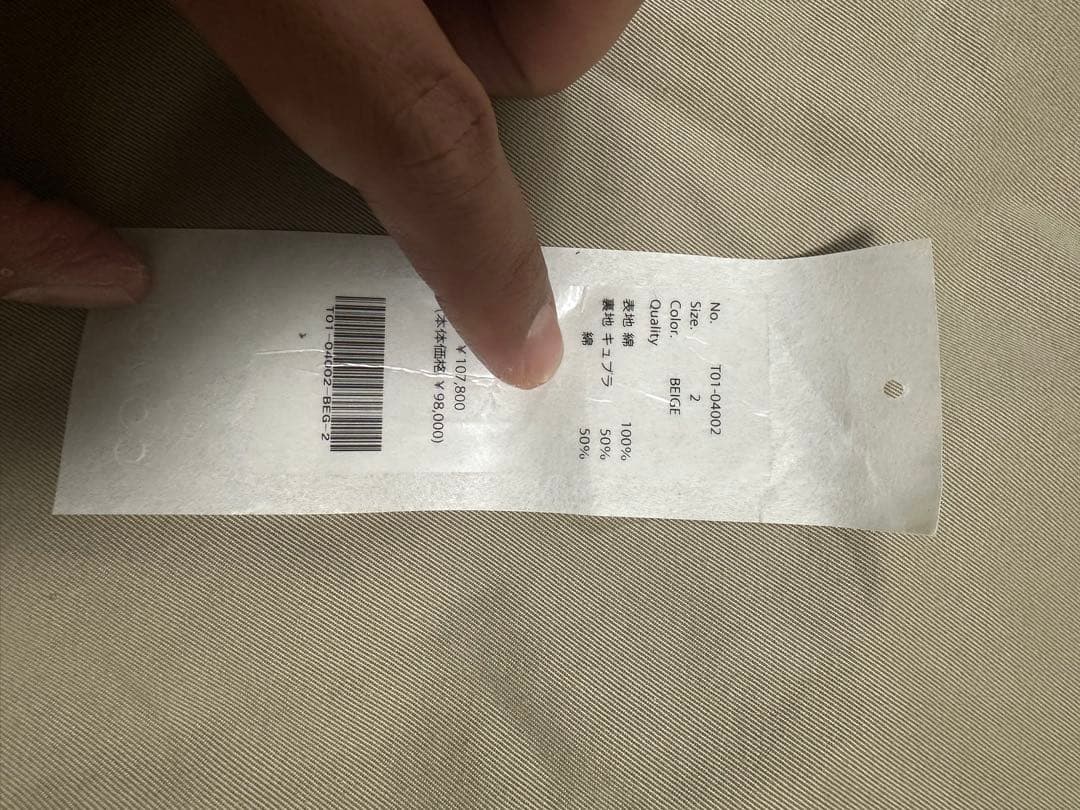 No. T01-04002
Size. 2
Color. BEIGE
Quality
表地 綿 100%
裏地 キュプラ 50%
綿 50%
¥107,800
(本体価格 ¥98,000)
T01-04002-BEG-2